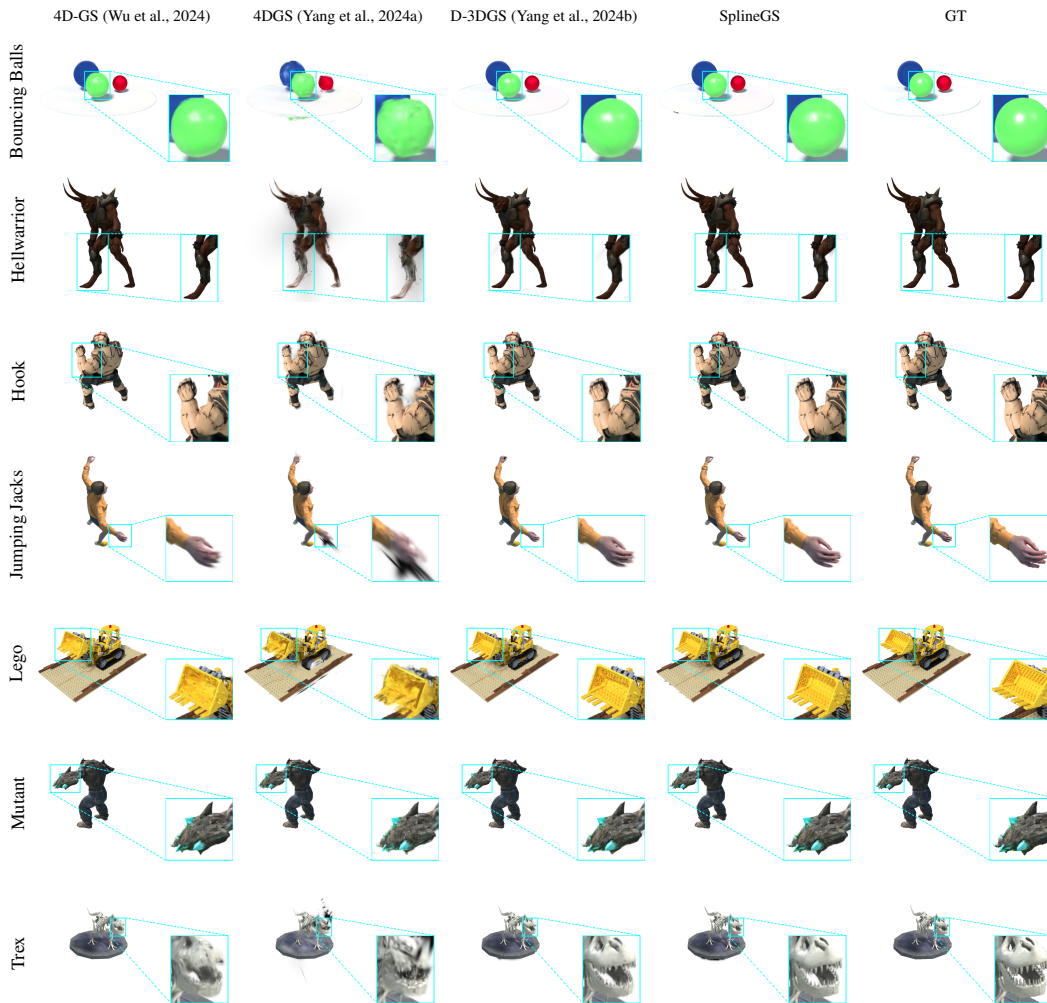 4D-GS (Wu et al., 2024)
4DGS (Yang et al., 2024a)
D-3DGS (Yang et al., 2024b)
SplineGS
GT
Bouncing Balls
Hellwarrior
Hook
Jumping Jacks
Lego
Mutant
Trex